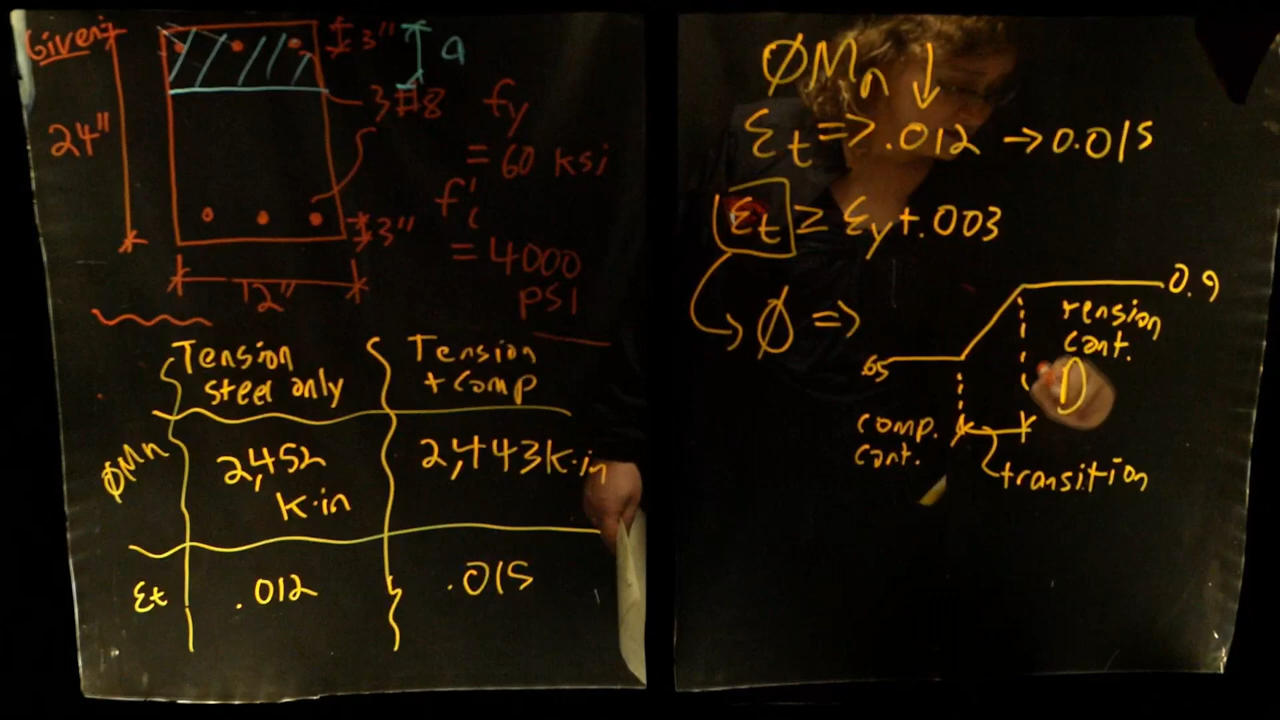 Given:
3"
a
3 #8
24"
fy
= 60 ksi
f'c
= 4000
PSI
3"
12"
Tension
steel only
Tension
+ comp
ØMn
2,452
K·in
2,443 K·in
εt
.012
.015
ØMn ↓
εt => .012 → 0.015
εt ≥ εy + .003
Ø =>
0.9
.65
tension
cont.
comp.
cont.
transition